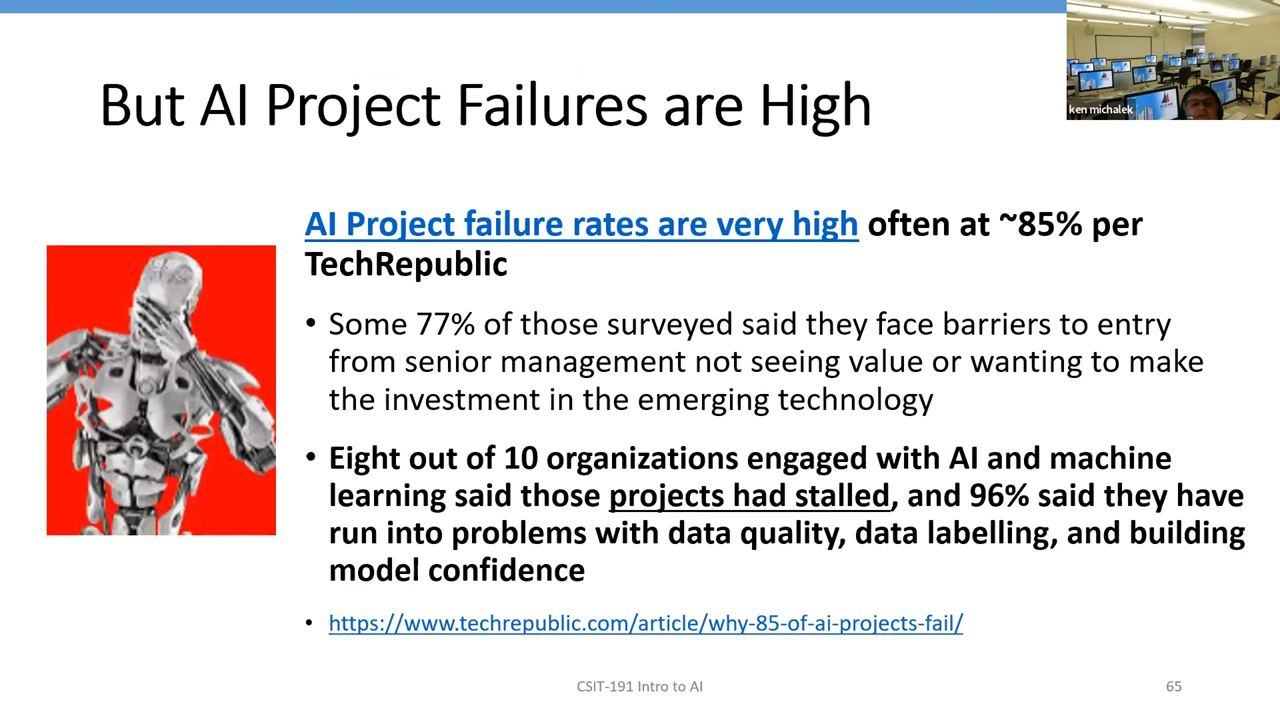 But AI Project Failures are High
ken michalek
AI Project failure rates are very high often at ~85% per
TechRepublic
• Some 77% of those surveyed said they face barriers to entry
from senior management not seeing value or wanting to make
the investment in the emerging technology
• Eight out of 10 organizations engaged with AI and machine
learning said those projects had stalled, and 96% said they have
run into problems with data quality, data labelling, and building
model confidence
• https://www.techrepublic.com/article/why-85-of-ai-projects-fail/
CSIT-191 Intro to AI
65